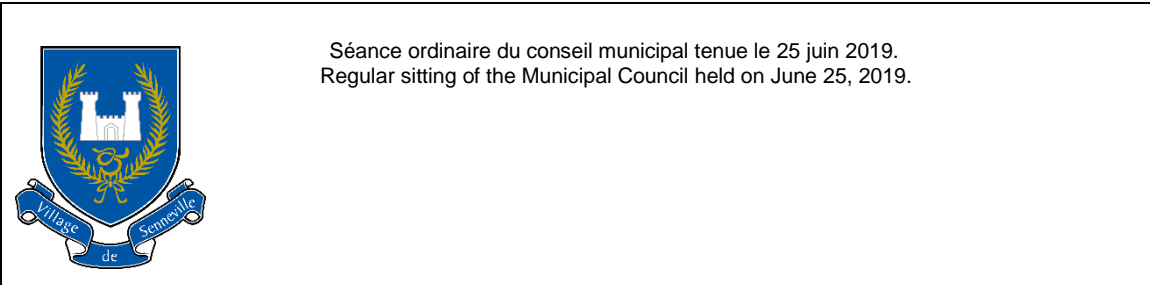 Séance ordinaire du conseil municipal tenue le 25 juin 2019.
Regular sitting of the Municipal Council held on June 25, 2019.
Village
de
Senneville